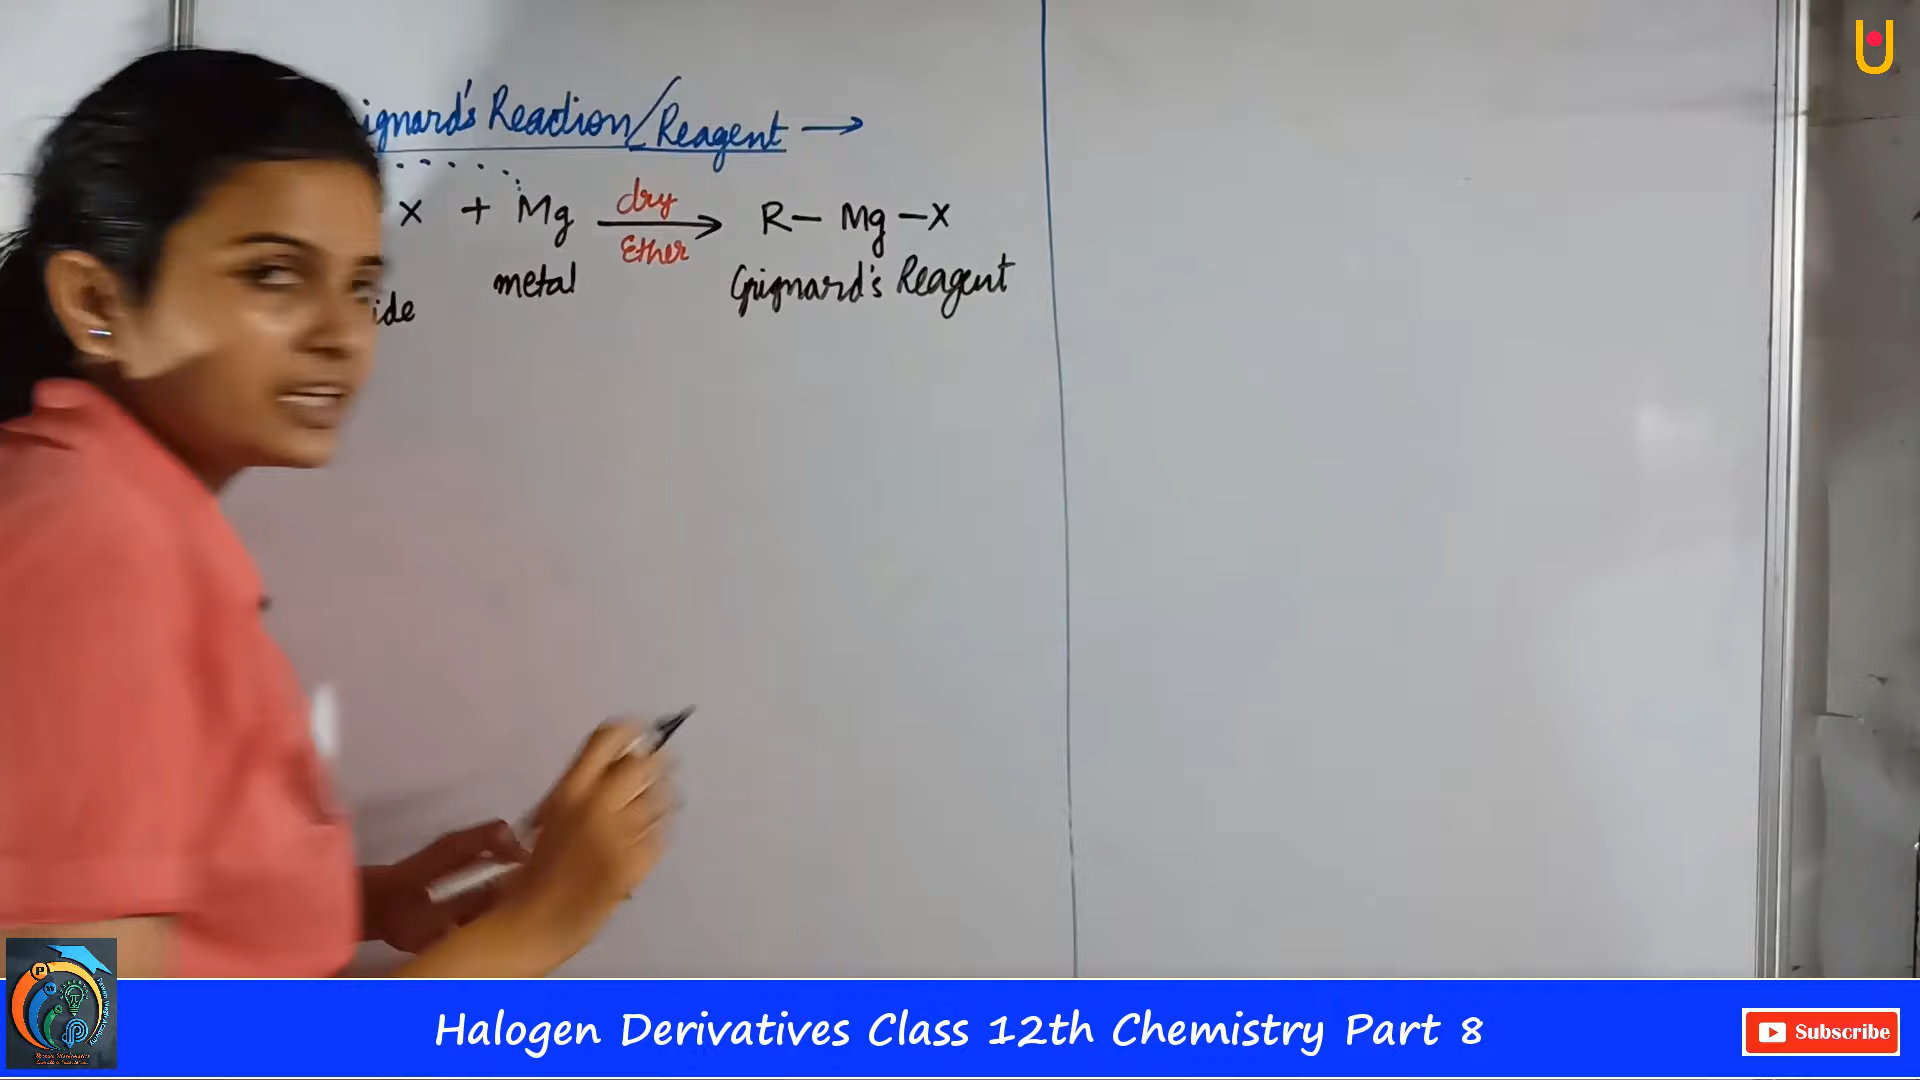 ignard's Reaction/Reagent →
X + Mg dry Ether → R – Mg – X
ide metal Grignard's Reagent
Halogen Derivatives Class 12th Chemistry Part 8
Subscribe